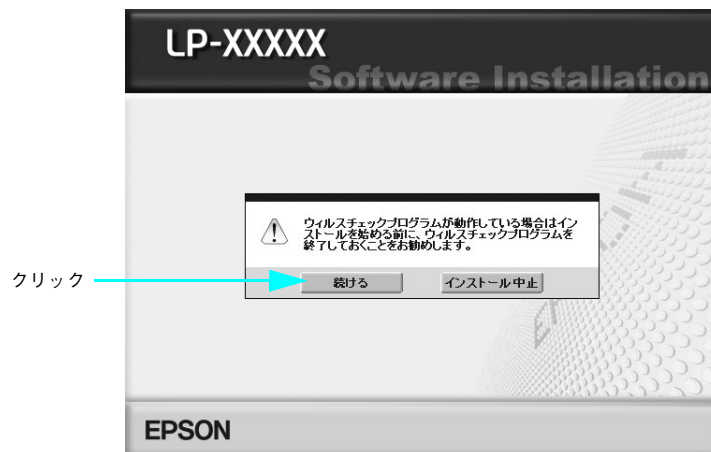 LP-XXXXX
Software Installation
ウィルスチェックプログラムが動作している場合はイン
ストールを始める前に、ウィルスチェックプログラムを
終了しておくことをお勧めします。
クリック
続ける
インストール中止
EPSON